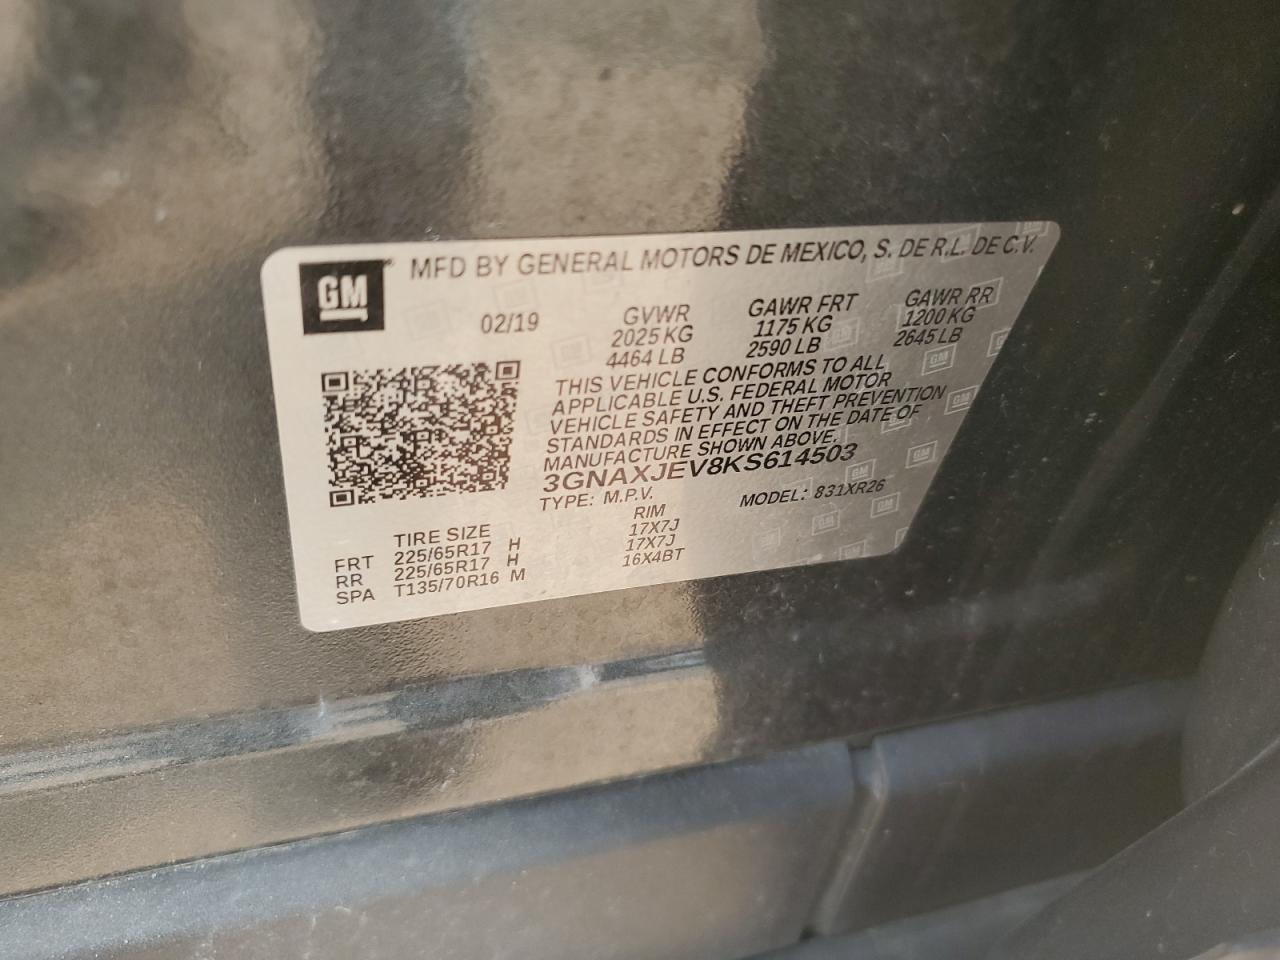 GM MFD BY GENERAL MOTORS DE MEXICO, S. DE R.L. DE C.V.
02/19 GVWR GAWR FRT GAWR RR
2025 KG 1175 KG 1200 KG
4464 LB 2590 LB 2645 LB
THIS VEHICLE CONFORMS TO ALL
APPLICABLE U.S. FEDERAL MOTOR
VEHICLE SAFETY AND THEFT PREVENTION
STANDARDS IN EFFECT ON THE DATE OF
MANUFACTURE SHOWN ABOVE.
3GNAXJEV8KS614503
TYPE: M.P.V. MODEL: 831XR26
TIRE SIZE RIM
FRT 225/65R17 H 17X7J
RR 225/65R17 H 17X7J
SPA T135/70R16 M 16X4BT